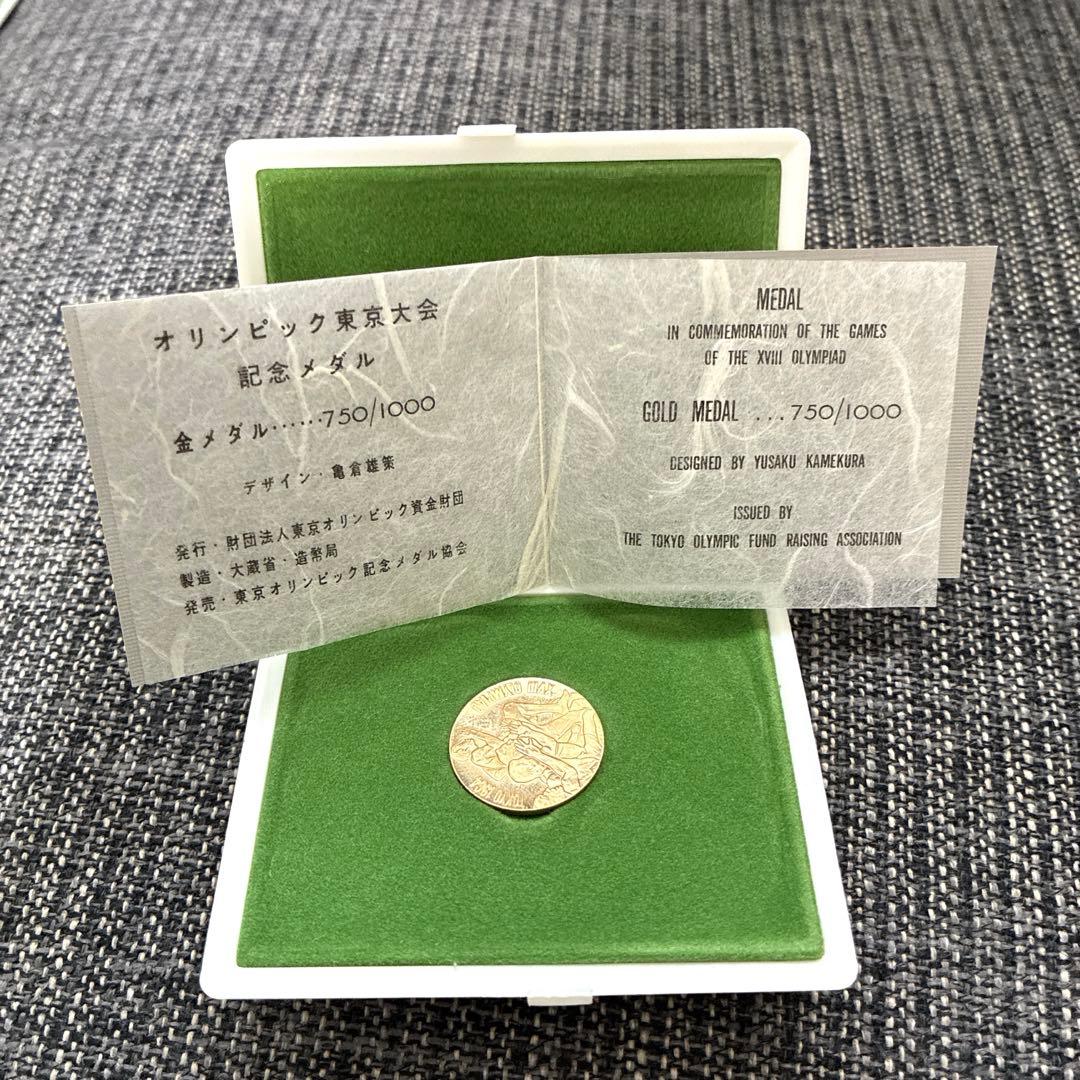 オリンピック東京大会
記念メダル
金メダル……750/1000
デザイン・亀倉雄策
発行・財団法人東京オリンピック資金財団
製造・大蔵省・造幣局
発売・東京オリンピック記念メダル協会
MEDAL
IN COMMEMORATION OF THE GAMES
OF THE XVIII OLYMPIAD
GOLD MEDAL ...750/1000
DESIGNED BY YUSAKU KAMEKURA
ISSUED BY
THE TOKYO OLYMPIC FUND RAISING ASSOCIATION